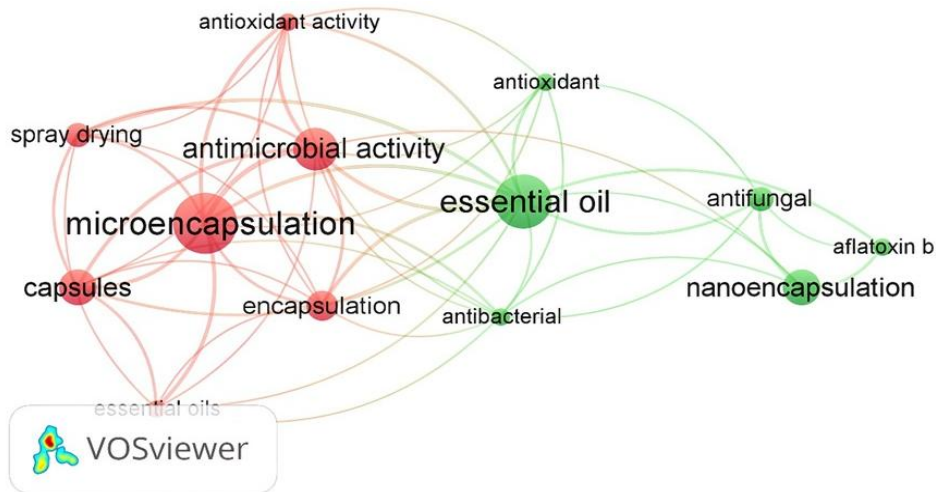 antioxidant activity
antioxidant
spray drying
antimicrobial activity
essential oil
antifungal
microencapsulation
aflatoxin b
capsules
nanoencapsulation
encapsulation
antibacterial
essential oils
VOSviewer